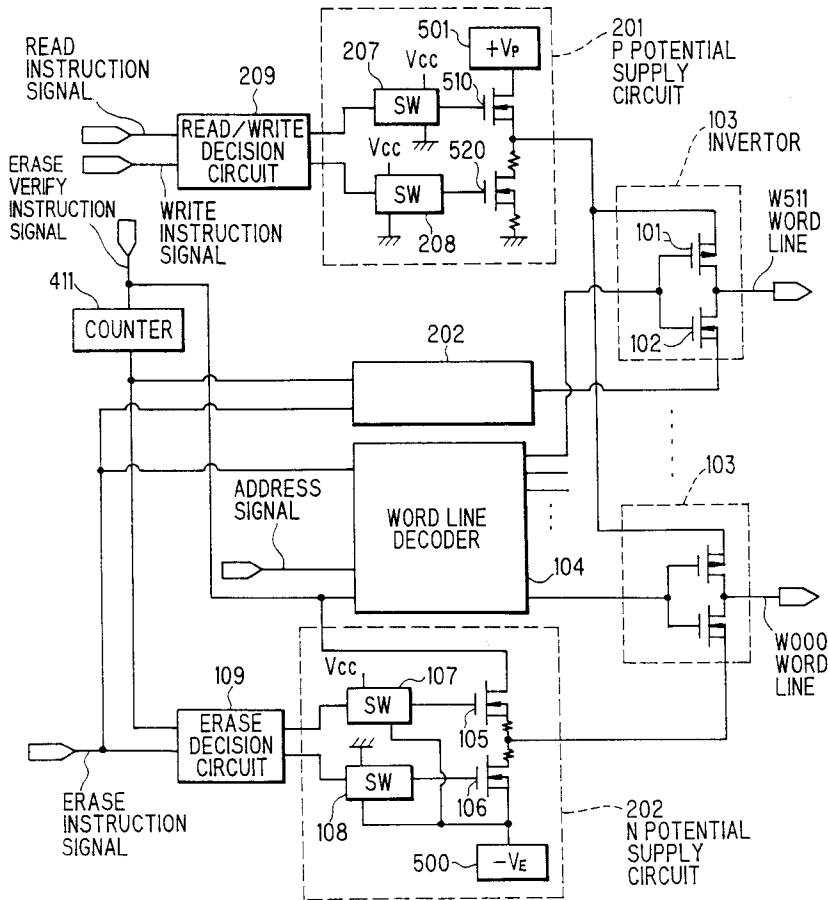 READ
INSTRUCTION
SIGNAL
209
READ/WRITE
DECISION
CIRCUIT
ERASE
VERIFY
INSTRUCTION
SIGNAL
WRITE
INSTRUCTION
SIGNAL
207
VCC
SW
510
501
+VP
201
P POTENTIAL
SUPPLY
CIRCUIT
VCC
SW
208
520
103
INVERTOR
101
102
W511
WORD
LINE
411
COUNTER
202
ADDRESS
SIGNAL
WORD LINE
DECODER
104
103
W000
WORD
LINE
109
ERASE
DECISION
CIRCUIT
VCC
107
SW
105
SW
108
106
500
-VE
202
N POTENTIAL
SUPPLY
CIRCUIT
ERASE
INSTRUCTION
SIGNAL